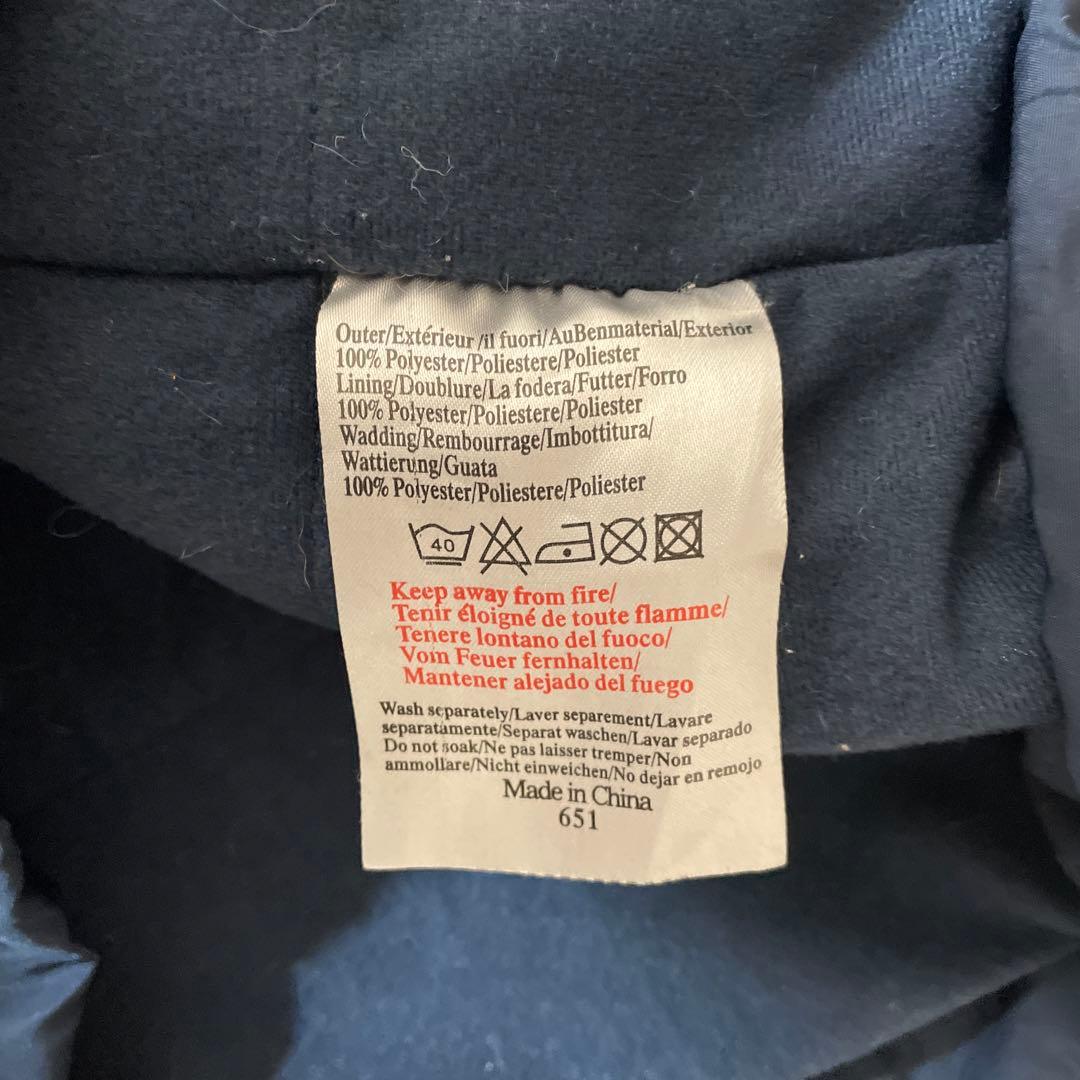 Outer/Extérieur/il fuori/AuBenmaterial/Exterior
100% Polyester/Poliestere/Poliester
Lining/Doublure/La fodera/Futter/Forro
100% Polyester/Poliestere/Poliester
Wadding/Rembourrage/Imbottitura/
Wattierung/Guata
100% Polyester/Poliestere/Poliester
40
Keep away from fire/
Tenir éloigné de toute flamme/
Tenere lontano del fuoco/
Vom Feuer fernhalten/
Mantener alejado del fuego
Wash separately/Laver separement/Lavare
separatamente/Separat waschen/Lavar separado
Do not soak/Ne pas laisser tremper/Non
ammollare/Nicht einweichen/No dejar en remojo
Made in China
651